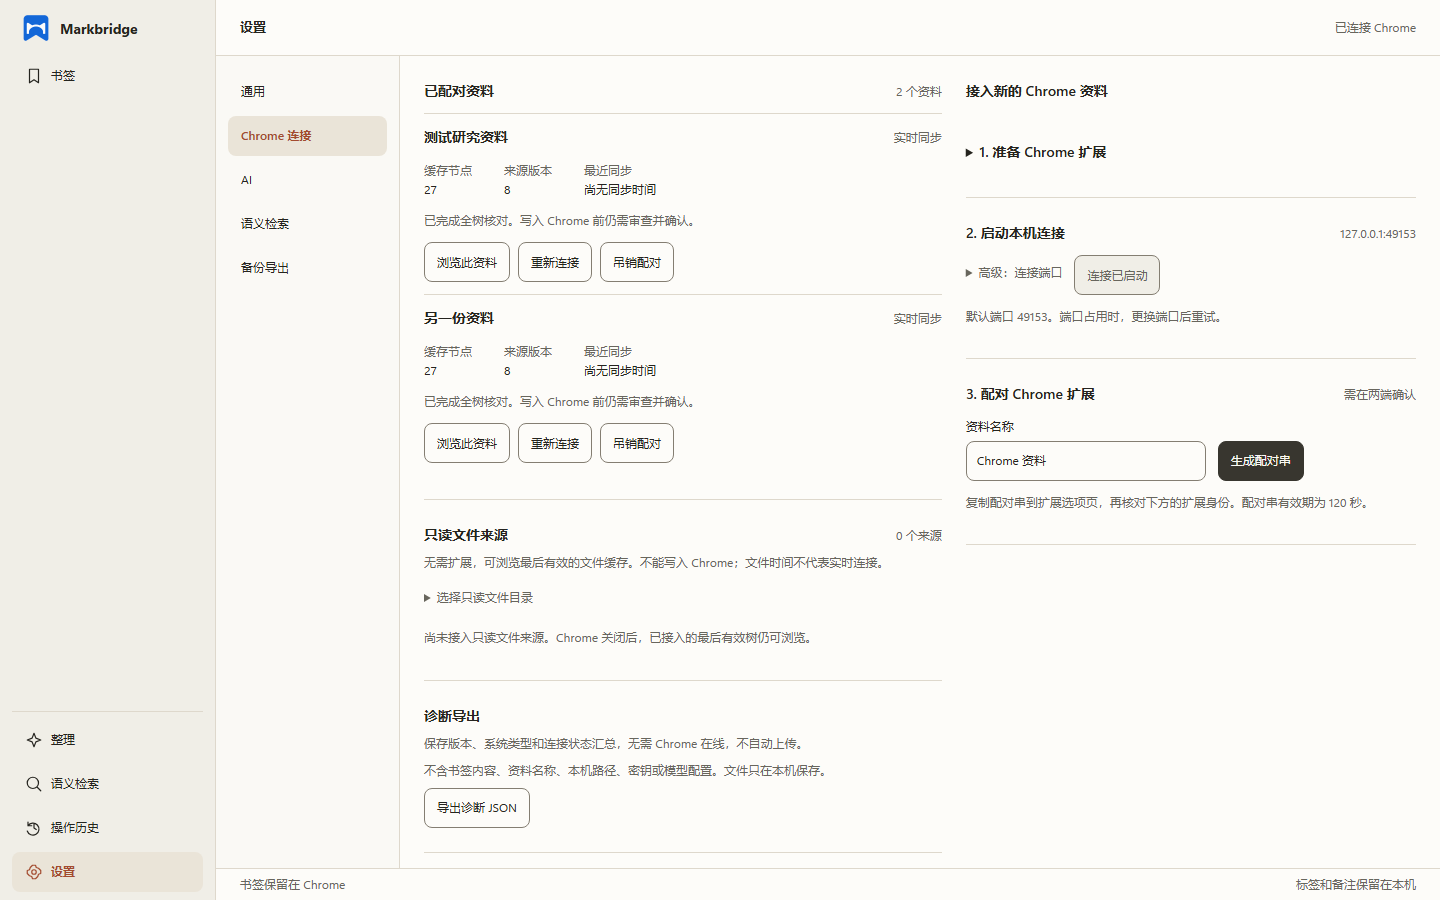 Markbridge
书签
整理
语义检索
操作历史
设置
设置
已连接 Chrome
通用
Chrome 连接
AI
语义检索
备份导出
已配对资料
2 个资料
测试研究资料
实时同步
缓存节点 来源版本 最近同步
27 8 尚无同步时间
已完成全树核对。写入 Chrome 前仍需审查并确认。
浏览此资料 重新连接 吊销配对
另一份资料
实时同步
缓存节点 来源版本 最近同步
27 8 尚无同步时间
已完成全树核对。写入 Chrome 前仍需审查并确认。
浏览此资料 重新连接 吊销配对
只读文件来源
0 个来源
无需扩展，可浏览最后有效的文件缓存。不能写入 Chrome；文件时间不代表实时连接。
选择只读文件目录
尚未接入只读文件来源。Chrome 关闭后，已接入的最后有效树仍可浏览。
诊断导出
保存版本、系统类型和连接状态汇总，无需 Chrome 在线，不自动上传。
不含书签内容、资料名称、本机路径、密钥或模型配置。文件只在本机保存。
导出诊断 JSON
接入新的 Chrome 资料
1. 准备 Chrome 扩展
2. 启动本机连接
127.0.0.1:49153
高级：连接端口 连接已启动
默认端口 49153。端口占用时，更换端口后重试。
3. 配对 Chrome 扩展
需在两端确认
资料名称
Chrome 资料 生成配对串
复制配对串到扩展选项页，再核对下方的扩展身份。配对串有效期为 120 秒。
书签保留在 Chrome
标签和备注保留在本机